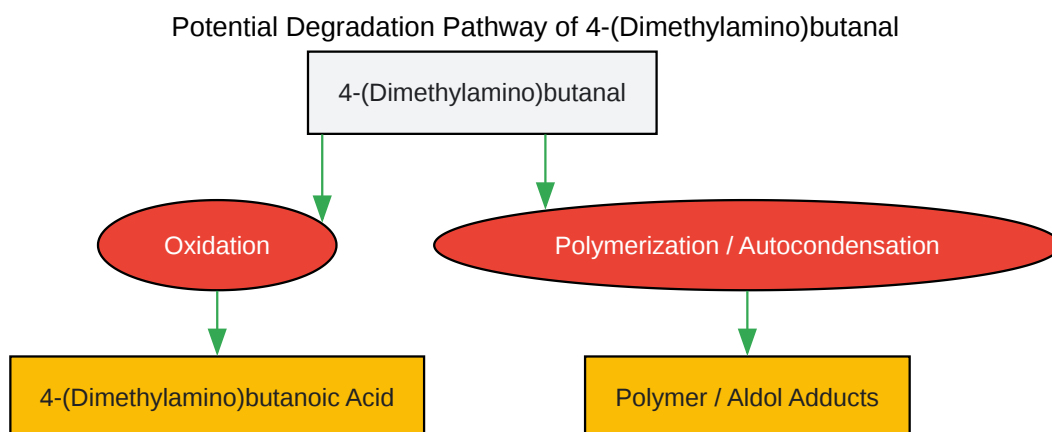 Potential Degradation Pathway of 4-(Dimethylamino)butanal
4-(Dimethylamino)butanal
Oxidation
Polymerization / Autocondensation
4-(Dimethylamino)butanoic Acid
Polymer / Aldol Adducts